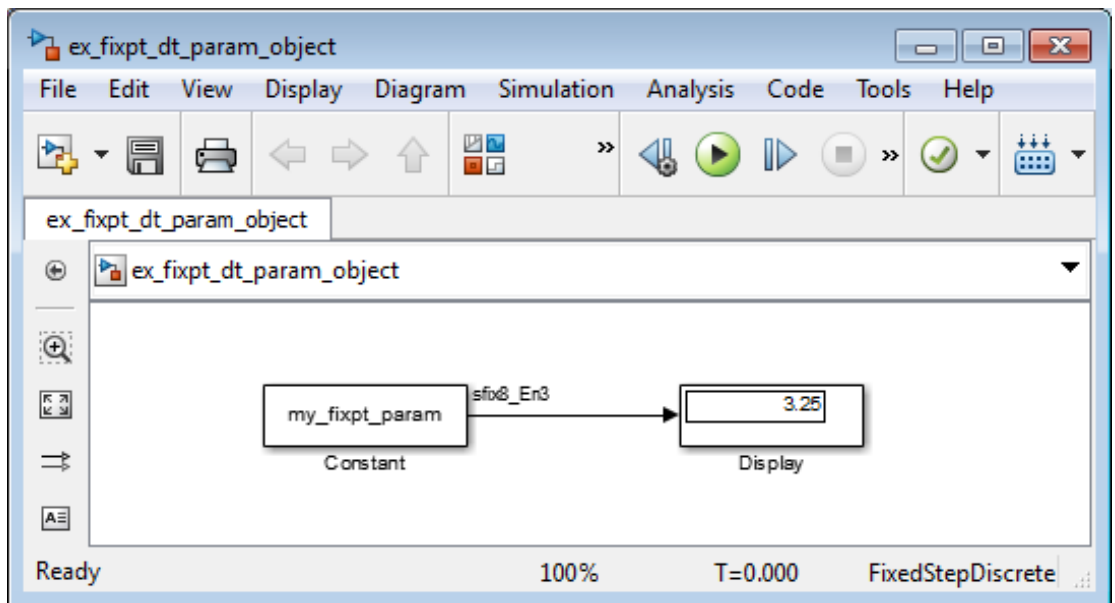 ex_fixpt_dt_param_object
File Edit View Display Diagram Simulation Analysis Code Tools Help
ex_fixpt_dt_param_object
ex_fixpt_dt_param_object
my_fixpt_param sfix8_En3 3.25
Constant Display
Ready 100% T=0.000 FixedStepDiscrete